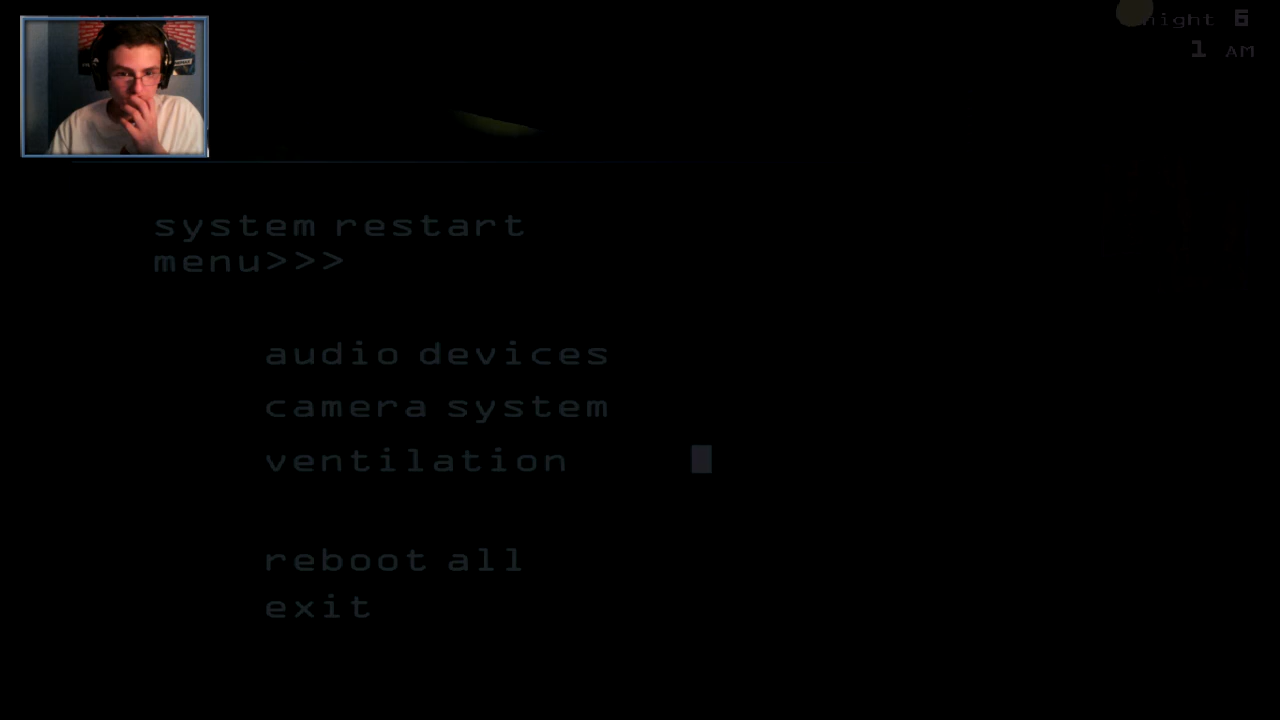 night 6
1 AM
system restart
menu>>>
audio devices
camera system
ventilation
reboot all
exit